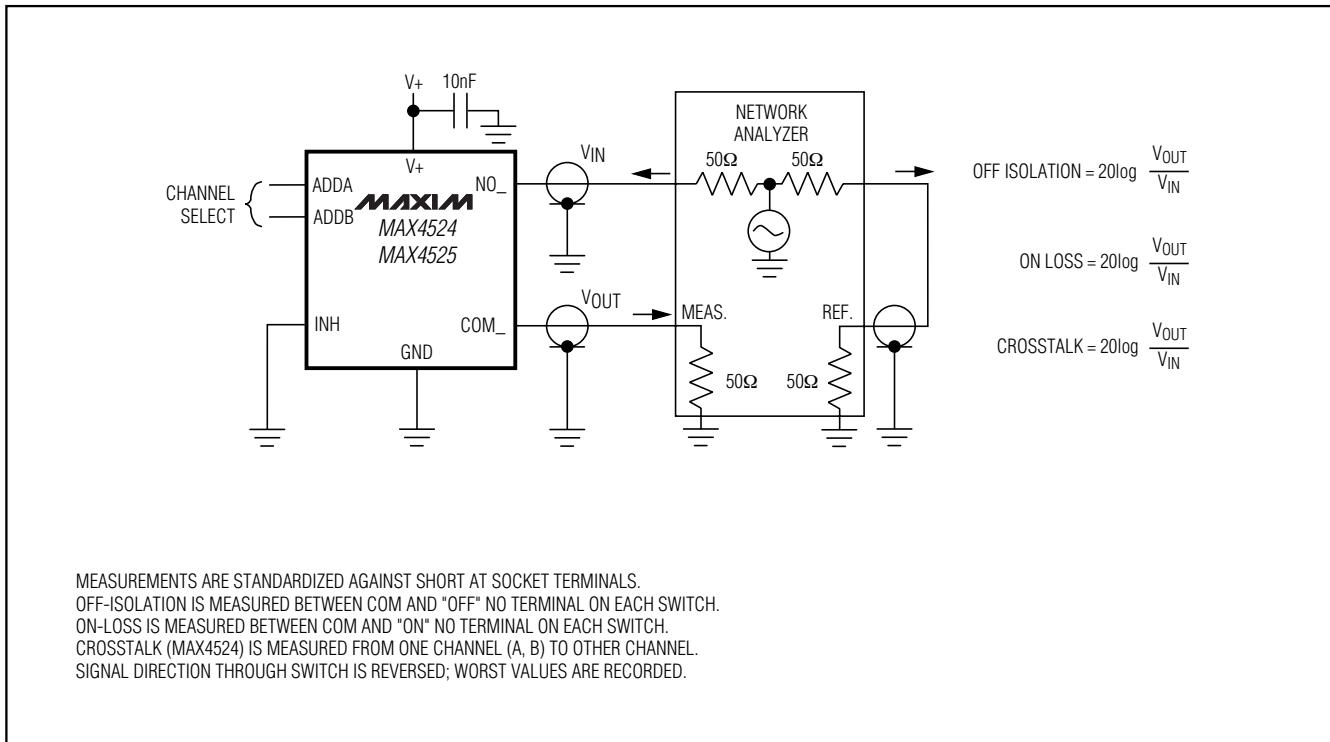 V+ 10nF
V+
CHANNEL
SELECT
ADDA
ADDB
INH
MAXIM
MAX4524
MAX4525
NO_
COM_
GND
VIN
VOUT
NETWORK
ANALYZER
50Ω 50Ω
MEAS. REF.
50Ω 50Ω
OFF ISOLATION = 20log VOUT
VIN
ON LOSS = 20log VOUT
VIN
CROSSTALK = 20log VOUT
VIN
MEASUREMENTS ARE STANDARDIZED AGAINST SHORT AT SOCKET TERMINALS.
OFF-ISOLATION IS MEASURED BETWEEN COM AND "OFF" NO TERMINAL ON EACH SWITCH.
ON-LOSS IS MEASURED BETWEEN COM AND "ON" NO TERMINAL ON EACH SWITCH.
CROSSTALK (MAX4524) IS MEASURED FROM ONE CHANNEL (A, B) TO OTHER CHANNEL.
SIGNAL DIRECTION THROUGH SWITCH IS REVERSED; WORST VALUES ARE RECORDED.